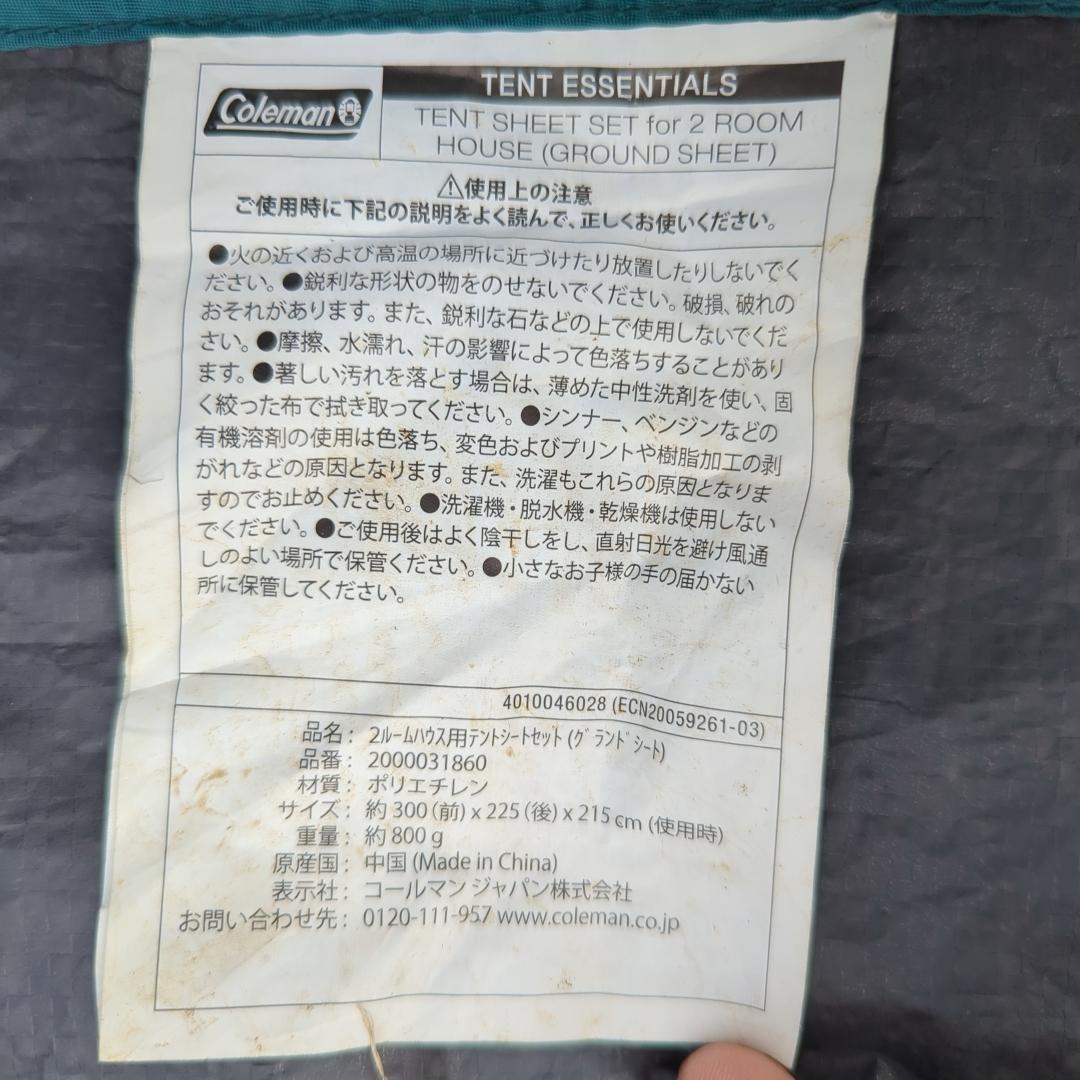 Coleman
TENT ESSENTIALS
TENT SHEET SET for 2 ROOM
HOUSE (GROUND SHEET)
⚠使用上の注意
ご使用時に下記の説明をよく読んで、正しくお使いください。
●火の近くおよび高温の場所に近づけたり放置したりしないでく
ださい。●鋭利な形状の物をのせないでください。破損、破れの
おそれがあります。また、鋭利な石などの上で使用しないでくだ
さい。●摩擦、水濡れ、汗の影響によって色落ちすることがあり
ます。●著しい汚れを落とす場合は、薄めた中性洗剤を使い、固
く絞った布で拭き取ってください。●シンナー、ベンジンなどの
有機溶剤の使用は色落ち、変色およびプリントや樹脂加工の剥
がれなどの原因となります。また、洗濯もこれらの原因となりま
すのでお止めください。●洗濯機・脱水機・乾燥機は使用しない
でください。●ご使用後はよく陰干しをし、直射日光を避け風通
しのよい場所で保管ください。●小さなお子様の手の届かない
所に保管してください。
4010046028 (ECN20059261-03)
品名： 2ルームハウス用テントシートセット (グランドシート)
品番： 2000031860
材質： ポリエチレン
サイズ： 約 300 (前) x 225 (後) x 215 cm (使用時)
重量： 約 800 g
原産国： 中国 (Made in China)
表示社： コールマン ジャパン株式会社
お問い合わせ先： 0120-111-957 www.coleman.co.jp